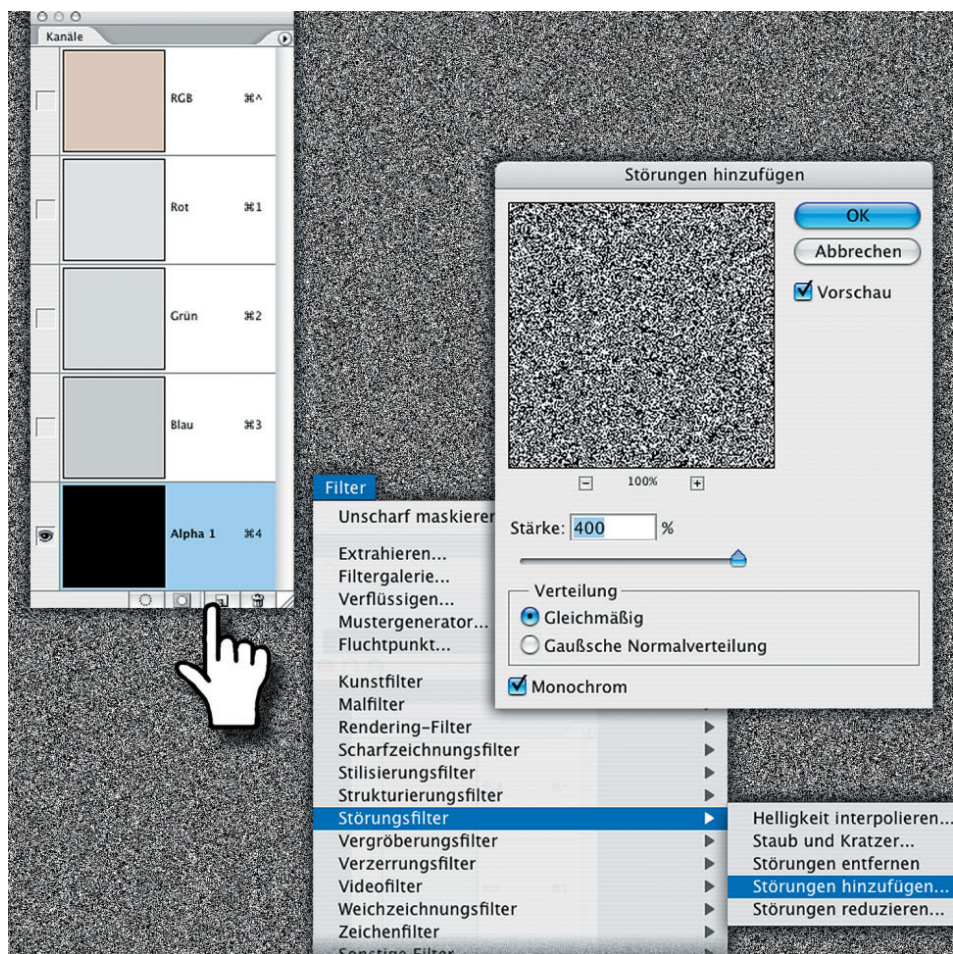 Kanäle
RGB ⌘^
Rot ⌘1
Grün ⌘2
Blau ⌘3
Alpha 1 ⌘4
Störungen hinzufügen
OK
Abbrechen
Vorschau
100%
Stärke: 400 %
Verteilung
Gleichmäßig
Gaußsche Normalverteilung
Monochrom
Filter
Unscharf maskieren
Extrahieren...
Filtergalerie...
Verflüssigen...
Mustergenerator...
Fluchtpunkt...
Kunstfilter
Malfilter
Rendering-Filter
Scharfzeichnungsfilter
Stilisierungsfilter
Strukturierungsfilter
Störungsfilter
Vergröberungsfilter
Verzerrungsfilter
Videofilter
Weichzeichnungsfilter
Zeichenfilter
Sonstige Filter
Helligkeit interpolieren...
Staub und Kratzer...
Störungen entfernen
Störungen hinzufügen...
Störungen reduzieren...